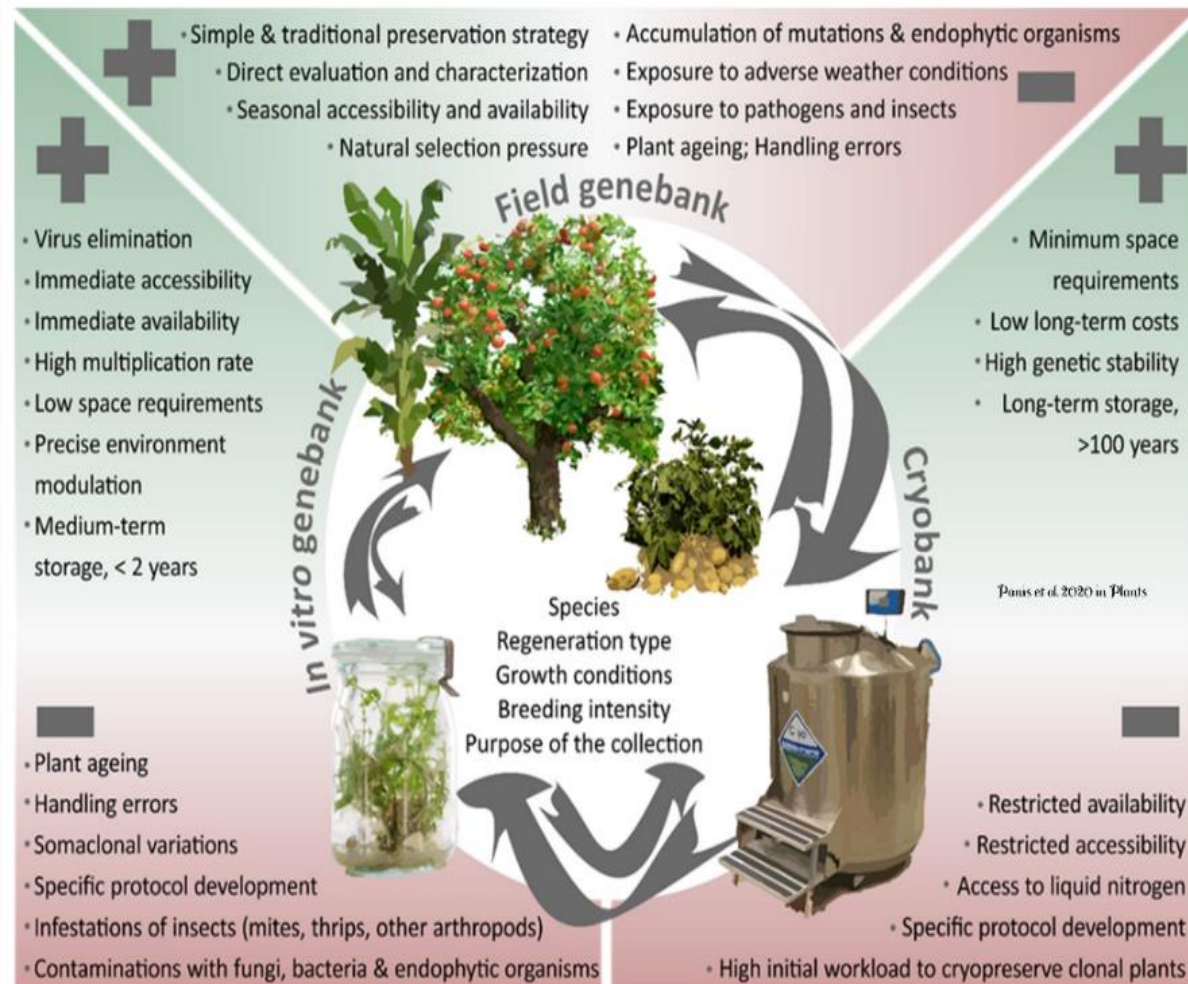 • Simple & traditional preservation strategy
• Direct evaluation and characterization
• Seasonal accessibility and availability
• Natural selection pressure
• Accumulation of mutations & endophytic organisms
• Exposure to adverse weather conditions
• Exposure to pathogens and insects
• Plant ageing; Handling errors
Field genebank
• Virus elimination
• Immediate accessibility
• Immediate availability
• High multiplication rate
• Low space requirements
• Precise environment
modulation
• Medium-term
storage, < 2 years
In vitro genebank
• Minimum space
requirements
• Low long-term costs
• High genetic stability
• Long-term storage,
>100 years
Cryobank
Panis et al. 2020 in Plants
Species
Regeneration type
Growth conditions
Breeding intensity
Purpose of the collection
• Plant ageing
• Handling errors
• Somaclonal variations
• Specific protocol development
• Infestations of insects (mites, thrips, other arthropods)
• Contaminations with fungi, bacteria & endophytic organisms
• Restricted availability
• Restricted accessibility
• Access to liquid nitrogen
• Specific protocol development
• High initial workload to cryopreserve clonal plants